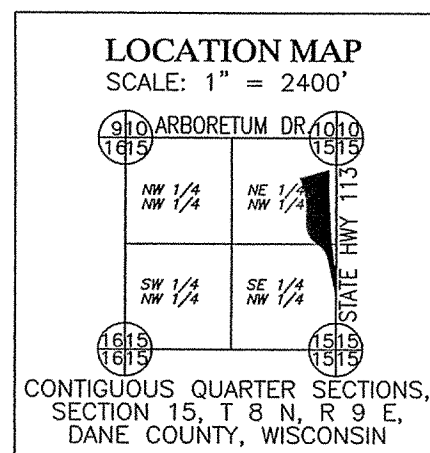 LOCATION MAP
SCALE: 1" = 2400'
9 10 ARBORETUM DR. 10 10
16 15 15 15
NW 1/4 NE 1/4
NW 1/4 NW 1/4
STATE HWY 113
SW 1/4 SE 1/4
NW 1/4 NW 1/4
16 15 15 15
16 15 15 15
CONTIGUOUS QUARTER SECTIONS,
SECTION 15, T 8 N, R 9 E,
DANE COUNTY, WISCONSIN